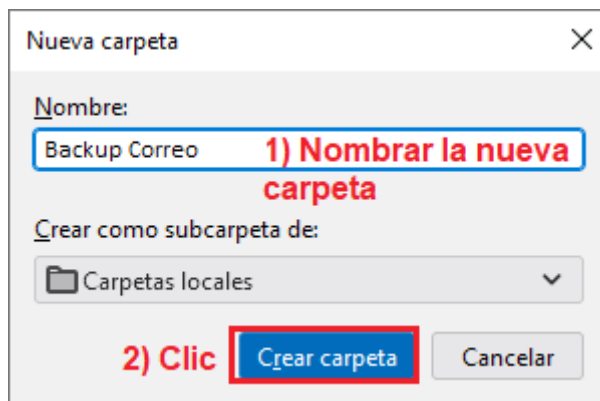 Nueva carpeta
Nombre:
Backup Correo 1) Nombrar la nueva
carpeta
Crear como subcarpeta de:
Carpetas locales
2) Clic Crear carpeta Cancelar